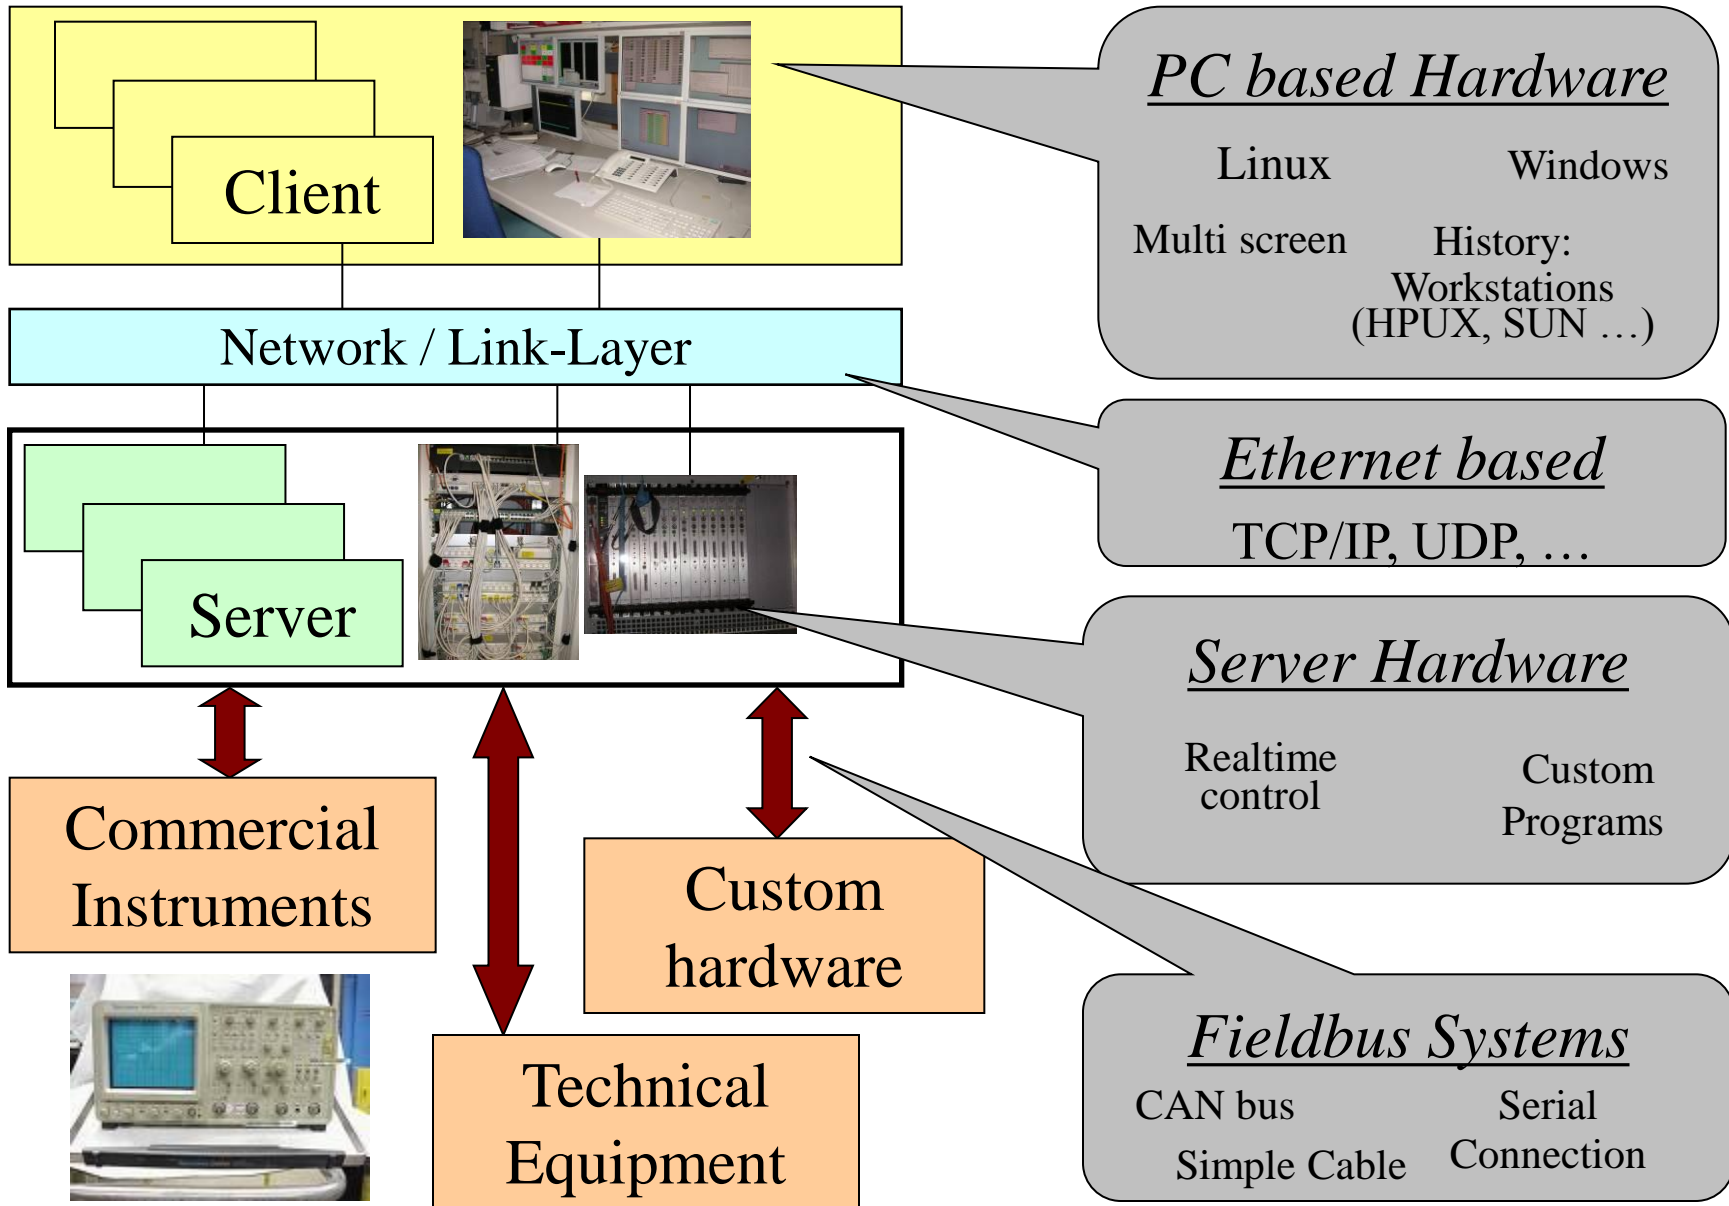 Client
PC based Hardware
Linux
Windows
Multi screen
History:
Workstations
(HPUX, SUN …)
Network / Link-Layer
Ethernet based
TCP/IP, UDP, …
Server
Server Hardware
Realtime
control
Custom
Programs
Commercial
Instruments
Custom
hardware
Technical
Equipment
Fieldbus Systems
CAN bus
Serial
Connection
Simple Cable